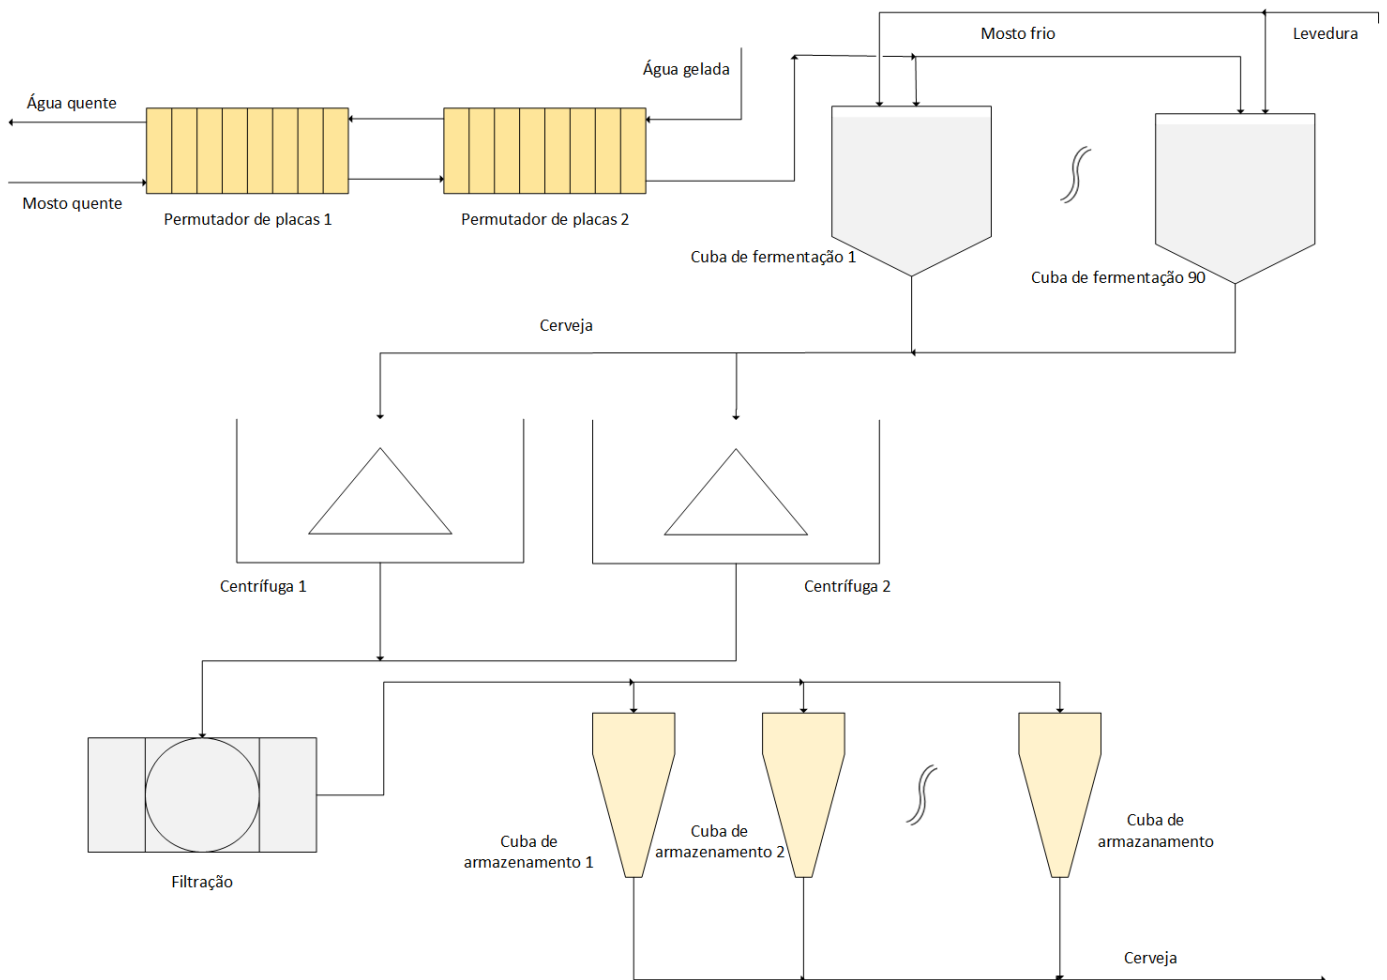 Mosto frio
Levedura
Água gelada
Água quente
Mosto quente
Permutador de placas 1
Permutador de placas 2
Cuba de fermentação 1
Cuba de fermentação 90
Cerveja
Centrífuga 1
Centrífuga 2
Cuba de
armazenamento 1
Cuba de
armazenamento 2
Cuba de
armazanamento
Filtração
Cerveja